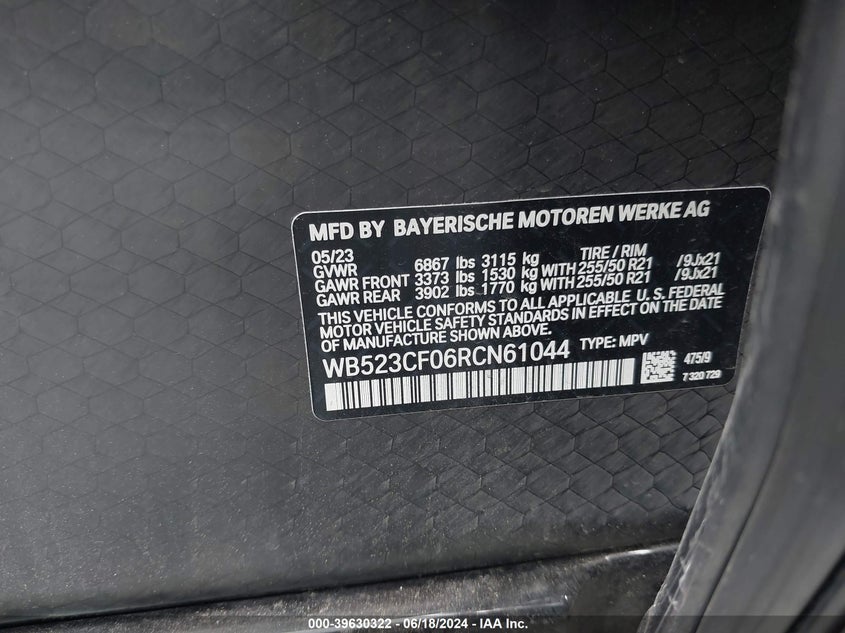 MFD BY BAYERISCHE MOTOREN WERKE AG
05/23 TIRE / RIM
GVWR 6867 lbs 3115 kg
GAWR FRONT 3373 lbs 1530 kg WITH 255/50 R21 /9Jx21
GAWR REAR 3902 lbs 1770 kg WITH 255/50 R21 /9Jx21
THIS VEHICLE CONFORMS TO ALL APPLICABLE U. S. FEDERAL
MOTOR VEHICLE SAFETY STANDARDS IN EFFECT ON THE DATE
OF MANUFACTURE SHOWN ABOVE.
WB523CF06RCN61044 TYPE: MPV
475/9
7 320 729
000-39630322 - 06/18/2024 - IAA Inc.